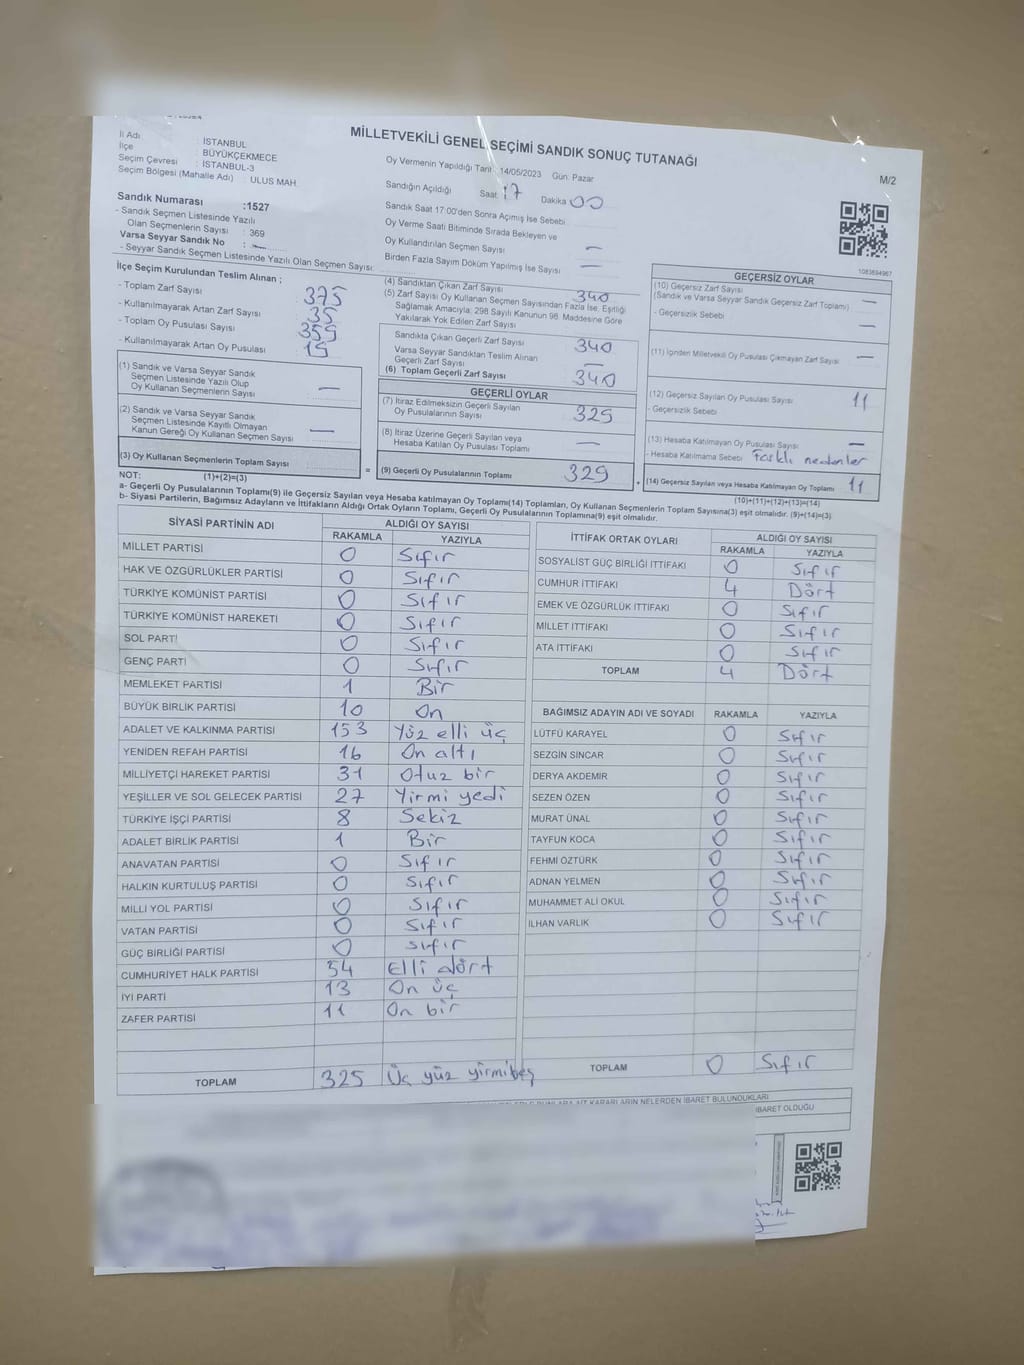 MİLLETVEKİLİ GENEL SEÇİMİ SANDIK SONUÇ TUTANAĞI
M/2
İl Adı : İSTANBUL
İlçe : BÜYÜKÇEKMECE
Seçim Çevresi : İSTANBUL-3
Seçim Bölgesi (Mahalle Adı) : ULUS MAH.
Sandık Numarası :1527
- Sandık Seçmen Listesinde Yazılı
Olan Seçmenlerin Sayısı : 369
Varsa Seyyar Sandık No : —
- Seyyar Sandık Seçmen Listesinde Yazılı Olan Seçmen Sayısı:
Oy Vermenin Yapıldığı Tarih: 14/05/2023 Gün: Pazar
Sandığın Açıldığı Saat : 17 Dakika 00
Sandık Saat 17:00'den Sonra Açımış İse Sebebi
Oy Verme Saati Bitiminde Sırada Bekleyen ve
Oy Kullandırılan Seçmen Sayısı —
Birden Fazla Sayım Döküm Yapılmış İse Sayısı —
1083694967
İlçe Seçim Kurulundan Teslim Alınan ;
- Toplam Zarf Sayısı 375
- Kullanılmayarak Artan Zarf Sayısı 35
- Toplam Oy Pusulası Sayısı 359
- Kullanılmayarak Artan Oy Pusulası 19
(1) Sandık ve Varsa Seyyar Sandık
Seçmen Listesinde Yazılı Olup
Oy Kullanan Seçmenlerin Sayısı —
(2) Sandık ve Varsa Seyyar Sandık
Seçmen Listesinde Kayıtlı Olmayan
Kanun Gereği Oy Kullanan Seçmen Sayısı —
(3) Oy Kullanan Seçmenlerin Toplam Sayısı
(1)+(2)=(3)
(4) Sandıktan Çıkan Zarf Sayısı 340
(5) Zarf Sayısı Oy Kullanan Seçmen Sayısından Fazla İse, Eşitliği
Sağlamak Amacıyla; 298 Sayılı Kanunun 98. Maddesine Göre
Yakılarak Yok Edilen Zarf Sayısı
Sandıkta Çıkan Geçerli Zarf Sayısı 340
Varsa Seyyar Sandıktan Teslim Alınan
Geçerli Zarf Sayısı —
(6) Toplam Geçerli Zarf Sayısı 340
GEÇERLİ OYLAR
(7) İtiraz Edilmeksizin Geçerli Sayılan
Oy Pusulalarının Sayısı 329
(8) İtiraz Üzerine Geçerli Sayılan veya
Hesaba Katılan Oy Pusulası Toplamı —
= (9) Geçerli Oy Pusulalarının Toplamı 329 +
GEÇERSİZ OYLAR
(10) Geçersiz Zarf Sayısı
(Sandık ve Varsa Seyyar Sandık Geçersiz Zarf Toplamı) —
- Geçersizlik Sebebi —
(11) İçinden Milletvekili Oy Pusulası Çıkmayan Zarf Sayısı —
(12) Geçersiz Sayılan Oy Pusulası Sayısı 11
- Geçersizlik Sebebi
(13) Hesaba Katılmayan Oy Pusulası Sayısı —
- Hesaba Katılmama Sebebi Farklı nedenler
(14) Geçersiz Sayılan veya Hesaba Katılmayan Oy Toplamı 11
(10)+(11)+(12)+(13)=(14)
NOT:
a- Geçerli Oy Pusulalarının Toplamı(9) ile Geçersiz Sayılan veya Hesaba katılmayan Oy Toplamı(14) Toplamları, Oy Kullanan Seçmenlerin Toplam Sayısına(3) eşit olmalıdır. (9)+(14)=(3)
b- Siyasi Partilerin, Bağımsız Adayların ve İttifakların Aldığı Ortak Oyların Toplamı, Geçerli Oy Pusulalarının Toplamına(9) eşit olmalıdır.
SİYASİ PARTİNİN ADI ALDIĞI OY SAYISI
RAKAMLA YAZIYLA
MİLLET PARTİSİ 0 Sıfır
HAK VE ÖZGÜRLÜKLER PARTİSİ 0 Sıfır
TÜRKİYE KOMÜNİST PARTİSİ 0 Sıfır
TÜRKİYE KOMÜNİST HAREKETİ 0 Sıfır
SOL PARTİ 0 Sıfır
GENÇ PARTİ 0 Sıfır
MEMLEKET PARTİSİ 1 Bir
BÜYÜK BİRLİK PARTİSİ 10 On
ADALET VE KALKINMA PARTİSİ 153 Yüz elli üç
YENİDEN REFAH PARTİSİ 16 On altı
MİLLİYETÇİ HAREKET PARTİSİ 31 Otuz bir
YEŞİLLER VE SOL GELECEK PARTİSİ 27 Yirmi yedi
TÜRKİYE İŞÇİ PARTİSİ 8 Sekiz
ADALET BİRLİK PARTİSİ 1 Bir
ANAVATAN PARTİSİ 0 Sıfır
HALKIN KURTULUŞ PARTİSİ 0 Sıfır
MİLLİ YOL PARTİSİ 0 Sıfır
VATAN PARTİSİ 0 Sıfır
GÜÇ BİRLİĞİ PARTİSİ 0 sıfır
CUMHURİYET HALK PARTİSİ 54 Elli dört
İYİ PARTİ 13 On üç
ZAFER PARTİSİ 11 On bir
TOPLAM 325 Üç yüz yirmibeş
İTTİFAK ORTAK OYLARI ALDIĞI OY SAYISI
RAKAMLA YAZIYLA
SOSYALİST GÜÇ BİRLİĞİ İTTİFAKI 0 Sıfır
CUMHUR İTTİFAKI 4 Dört
EMEK VE ÖZGÜRLÜK İTTİFAKI 0 Sıfır
MİLLET İTTİFAKI 0 Sıfır
ATA İTTİFAKI 0 Sıfır
TOPLAM 4 Dört
BAĞIMSIZ ADAYIN ADI VE SOYADI RAKAMLA YAZIYLA
LÜTFÜ KARAYEL 0 Sıfır
SEZGİN SİNCAR 0 Sıfır
DERYA AKDEMİR 0 Sıfır
SEZEN ÖZEN 0 Sıfır
MURAT ÜNAL 0 Sıfır
TAYFUN KOCA 0 Sıfır
FEHMİ ÖZTÜRK 0 Sıfır
ADNAN YELMEN 0 Sıfır
MUHAMMET ALİ OKUL 0 Sıfır
İLHAN VARLIK 0 Sıfır
TOPLAM 0 Sıfır
BUNLARA AİT KARARLARIN NELERDEN İBARET BULUNDUKLARI
İBARET OLDUĞU